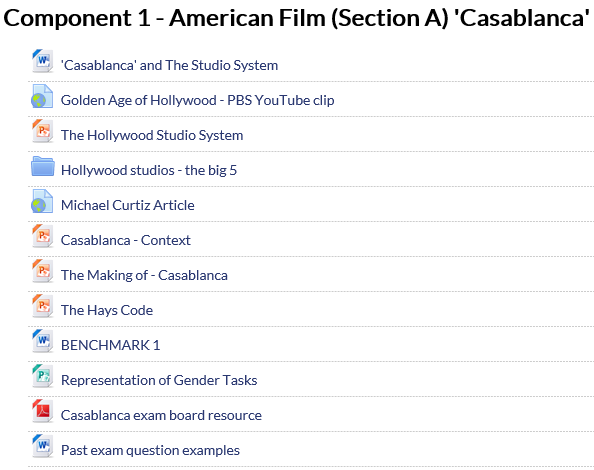 Component 1 - American Film (Section A) 'Casablanca'
'Casablanca' and The Studio System
Golden Age of Hollywood - PBS YouTube clip
The Hollywood Studio System
Hollywood studios - the big 5
Michael Curtiz Article
Casablanca - Context
The Making of - Casablanca
The Hays Code
BENCHMARK 1
Representation of Gender Tasks
Casablanca exam board resource
Past exam question examples